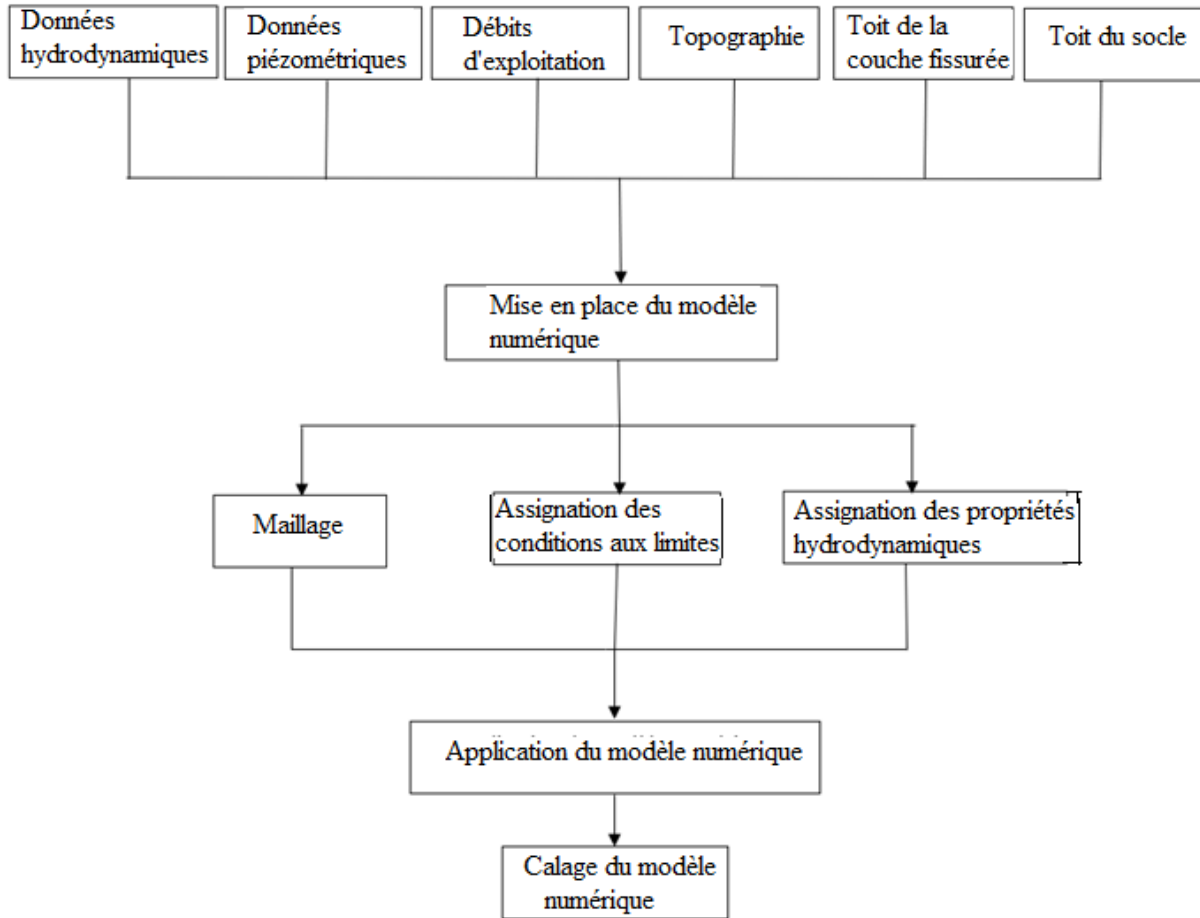 Données
hydrodynamiques
Données
piézométriques
Débits
d'exploitation
Topographie
Toit de la
couche fissurée
Toit du socle
Mise en place du modèle
numérique
Maillage
Assignation des
conditions aux limites
Assignation des propriétés
hydrodynamiques
Application du modèle numérique
Calage du modèle
numérique